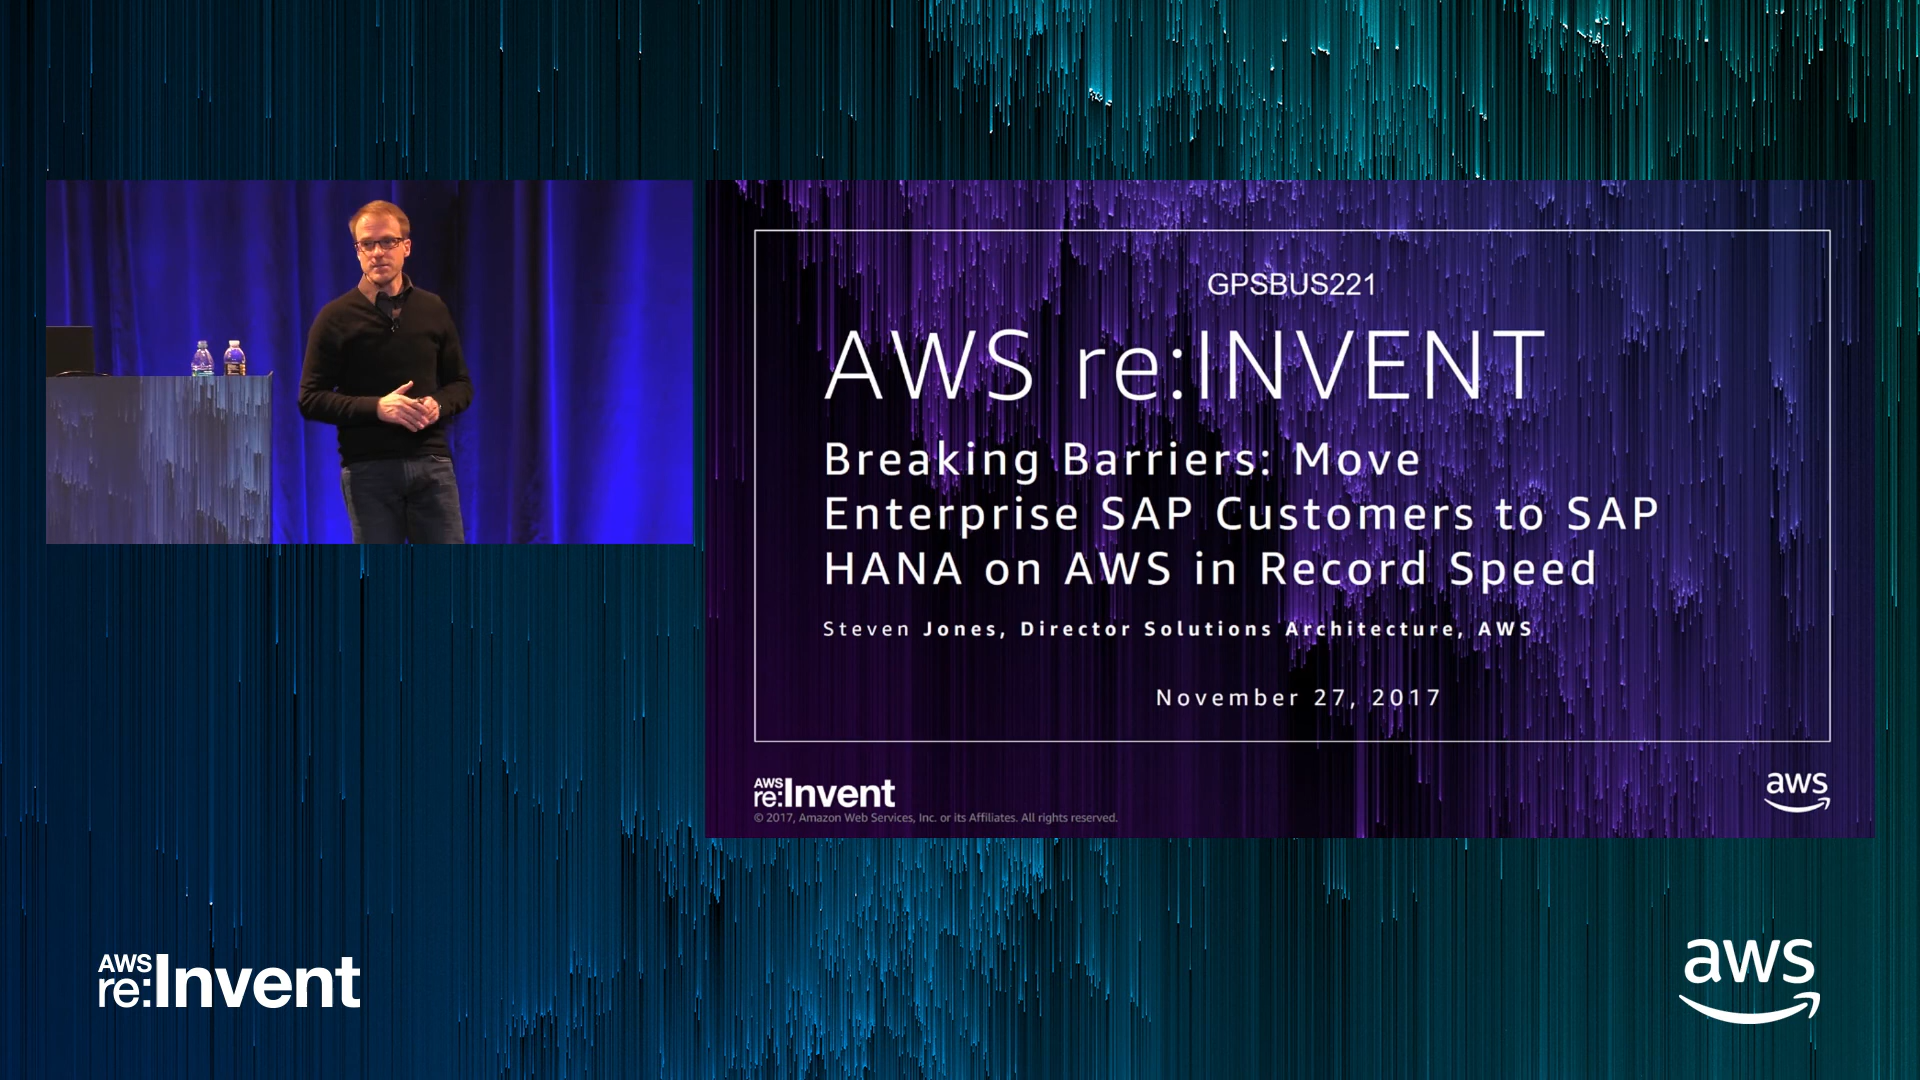 GPSBUS221
AWS re:INVENT
Breaking Barriers: Move
Enterprise SAP Customers to SAP
HANA on AWS in Record Speed
Steven Jones, Director Solutions Architecture, AWS
November 27, 2017
AWS
re:Invent
© 2017, Amazon Web Services, Inc. or its Affiliates. All rights reserved.
aws
AWS
re:Invent
aws